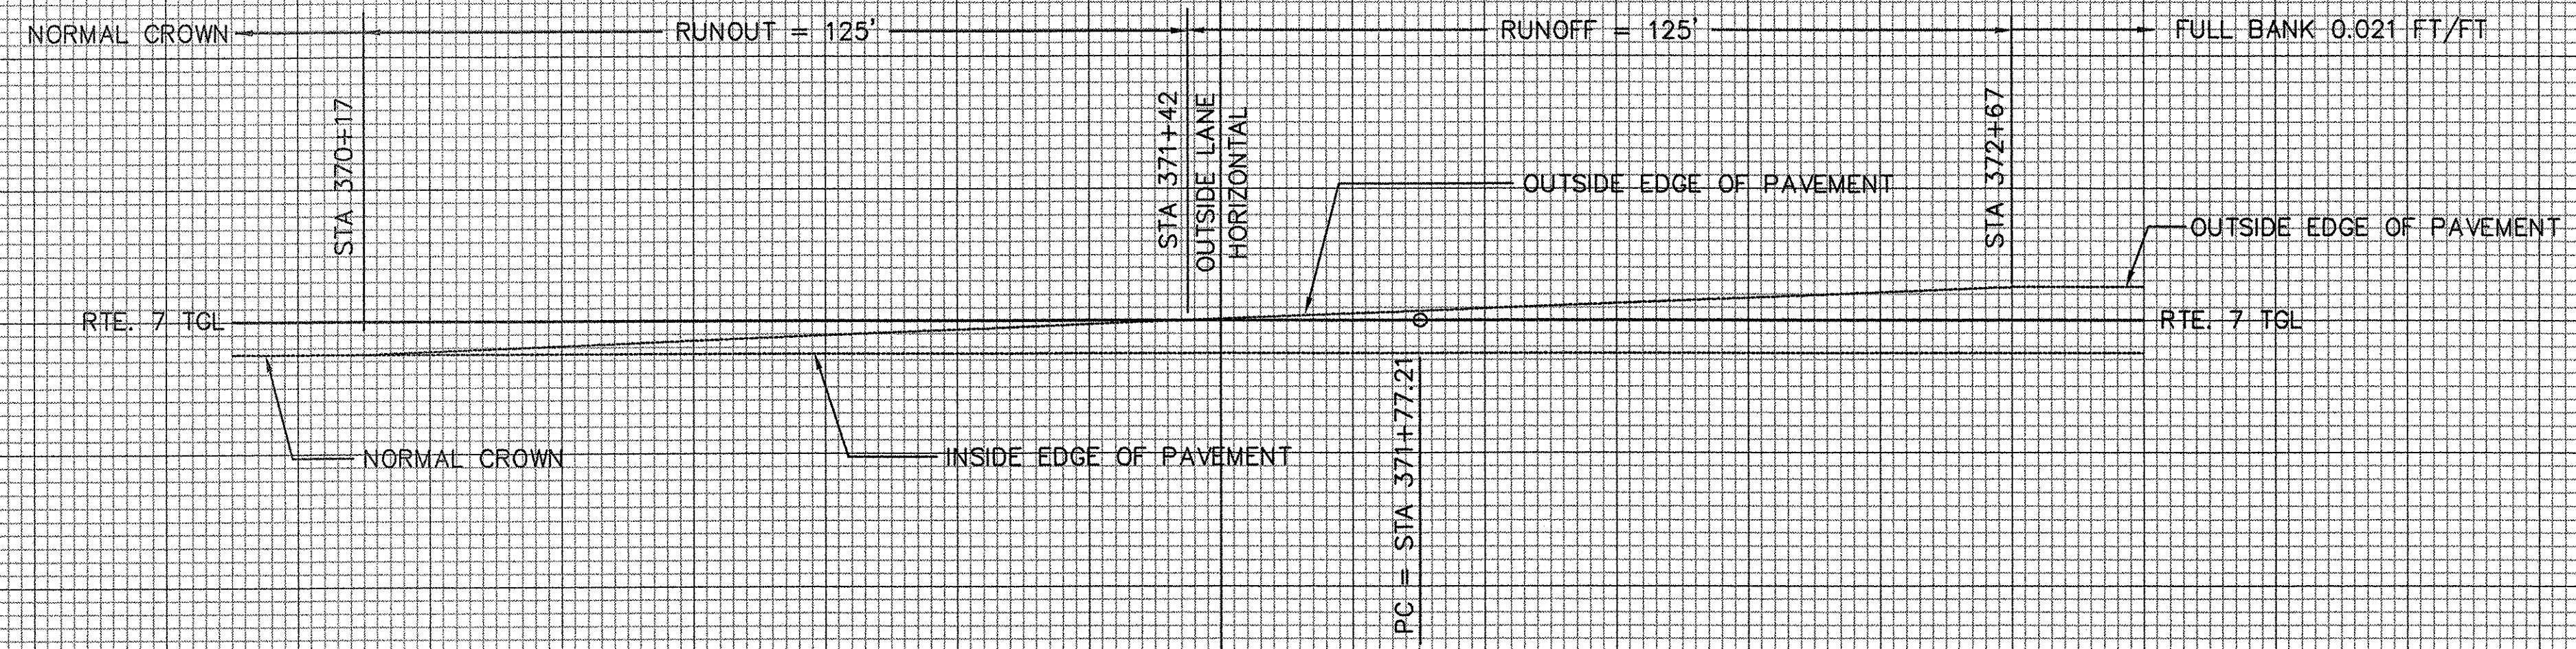 NORMAL CROWN
RUNOUT = 125'
RUNOFF = 125'
FULL BANK 0.021 FT/FT
STA 370+17
STA 371+42
OUTSIDE LANE
HORIZONTAL
STA 372+67
OUTSIDE EDGE OF PAVEMENT
OUTSIDE EDGE OF PAVEMENT
RTE. 7 TGL
RTE. 7 TGL
NORMAL CROWN
INSIDE EDGE OF PAVEMENT
PC = STA 371+77.21